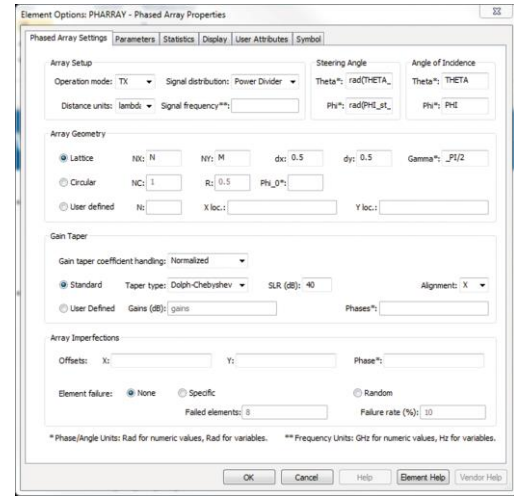 Element Options: PHARRAY - Phased Array Properties
Phased Array Settings Parameters Statistics Display User Attributes Symbol
Array Setup Steering Angle Angle of Incidence
Operation mode: TX Signal distribution: Power Divider Theta*: rad(THETA_ Theta*: THETA
Distance units: lambda Signal frequency**: Phi*: rad(PHI_st_ Phi*: PHI
Array Geometry
Lattice NX: N NY: M dx: 0.5 dy: 0.5 Gamma*: _PI/2
Circular NC: 1 R: 0.5 Phi_0*:
User defined N: X loc.: Y loc.:
Gain Taper
Gain taper coefficient handling: Normalized
Standard Taper type: Dolph-Chebyshev SLR (dB): 40 Alignment: X
User Defined Gains (dB): gains Phases*:
Array Imperfections
Offsets: X: Y: Phase*:
Element failure: None Specific Random
Failed elements: 8 Failure rate (%): 10
* Phase/Angle Units: Rad for numeric values, Rad for variables. ** Frequency Units: GHz for numeric values, Hz for variables.
OK Cancel Help Element Help Vendor Help